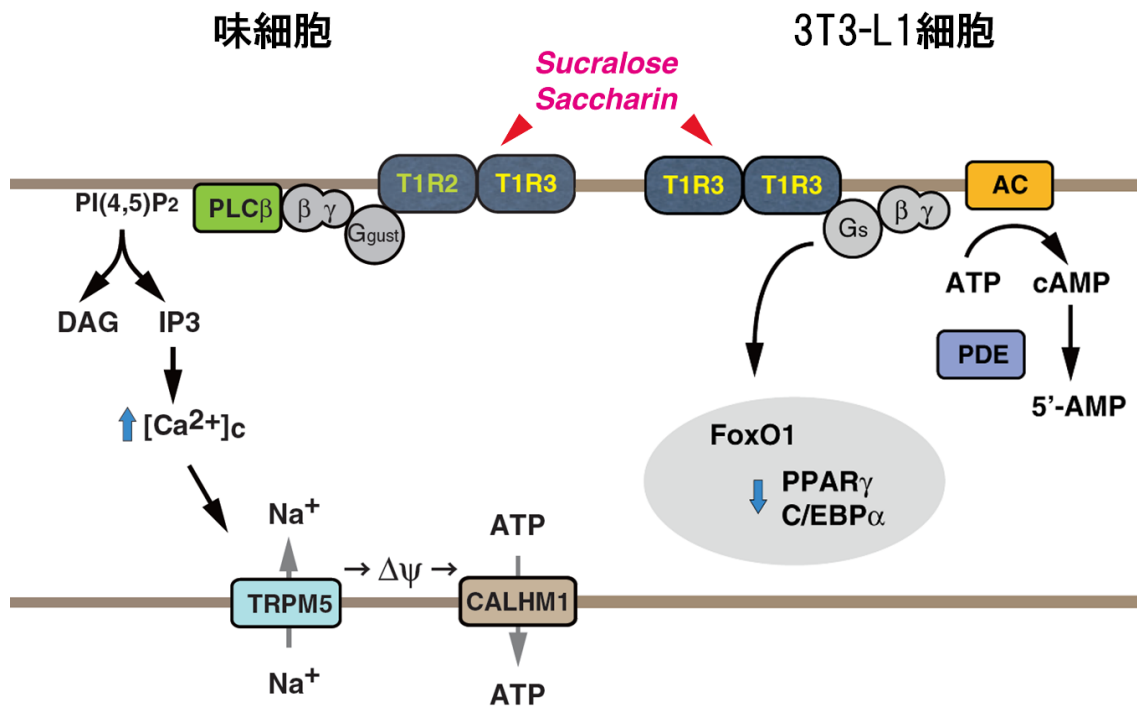 味細胞
3T3-L1細胞
Sucralose
Saccharin
T1R2
T1R3
T1R3
T1R3
AC
PI(4,5)P2
PLCβ
β γ
Ggust
Gs
β γ
ATP
cAMP
DAG
IP3
PDE
5’-AMP
[Ca2+]c
FoxO1
PPARγ
C/EBPα
Na+
ATP
→ Δψ →
TRPM5
CALHM1
Na+
ATP